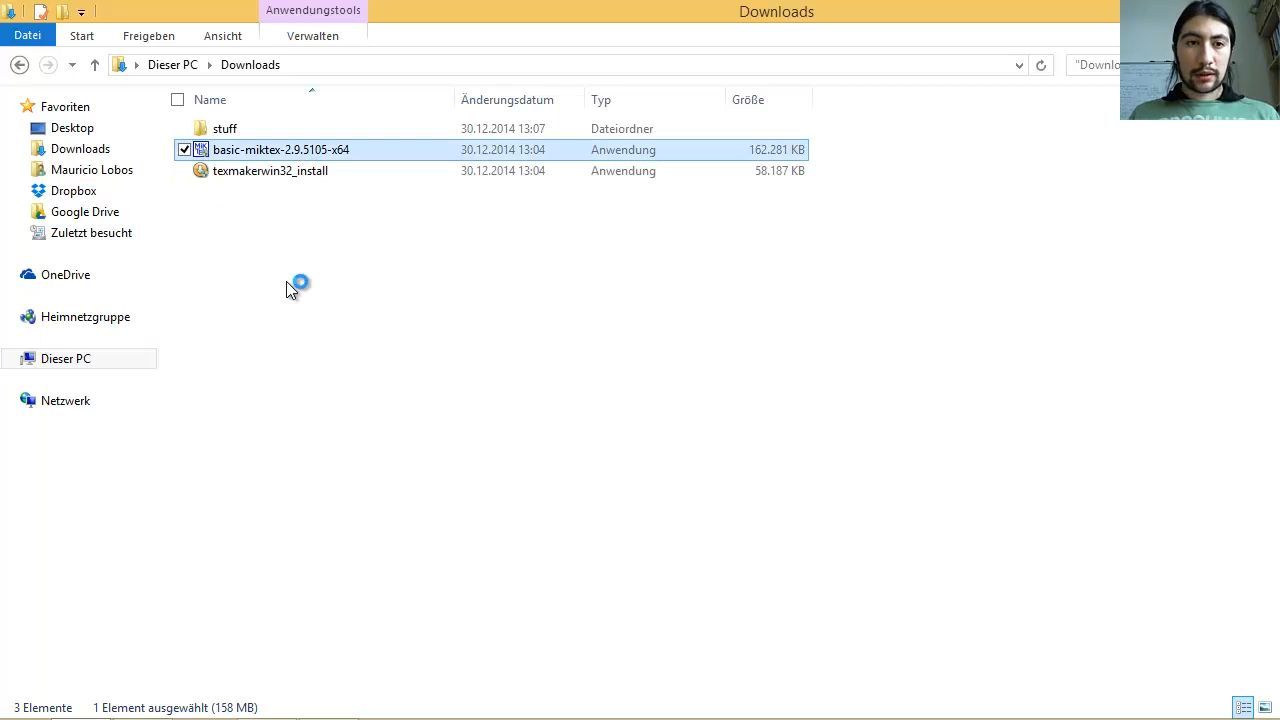 Anwendungstools
Downloads
Datei
Start
Freigeben
Ansicht
Verwalten
Dieser PC
Downloads
"Downlo
Name
Änderungsdatum
Typ
Größe
stuff
30.12.2014 13:07
Dateiordner
basic-miktex-2.9.5105-x64
30.12.2014 13:04
Anwendung
162.281 KB
texmakerwin32_install
30.12.2014 13:04
Anwendung
58.187 KB
Favoriten
Desktop
Downloads
Mauricio Lobos
Dropbox
Google Drive
Zuletzt besucht
OneDrive
Heimnetzgruppe
Dieser PC
Netzwerk
3 Elemente
1 Element ausgewählt (158 MB)